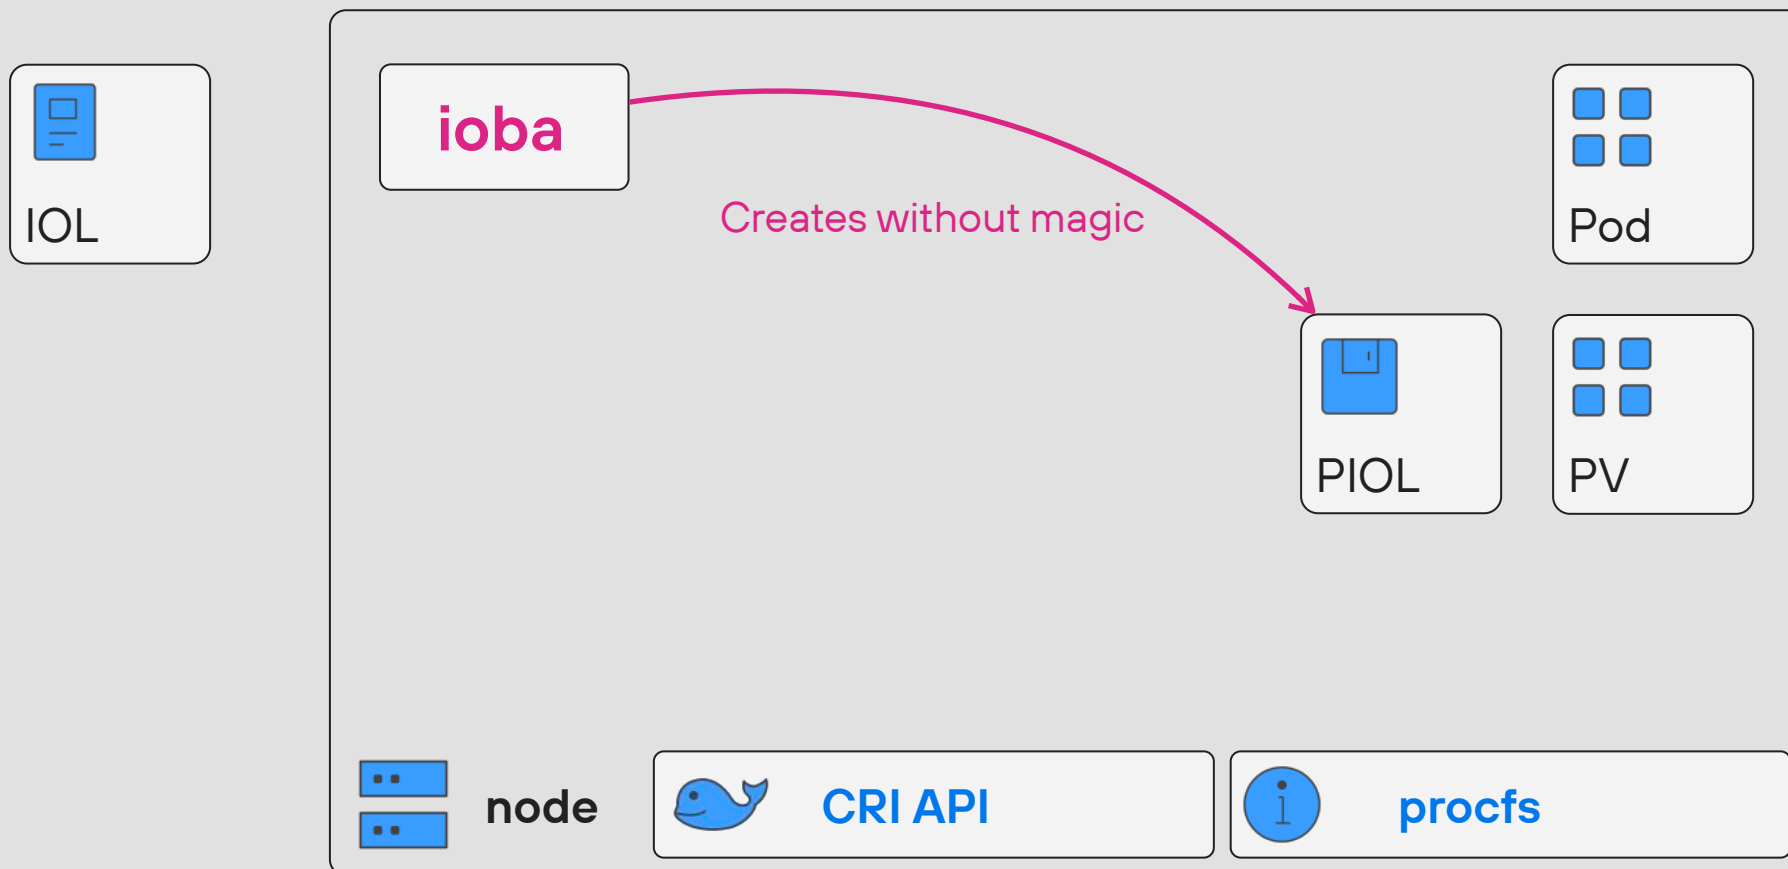 IOL
ioba
Creates without magic
Pod
PIOL
PV
node
CRI API
procfs